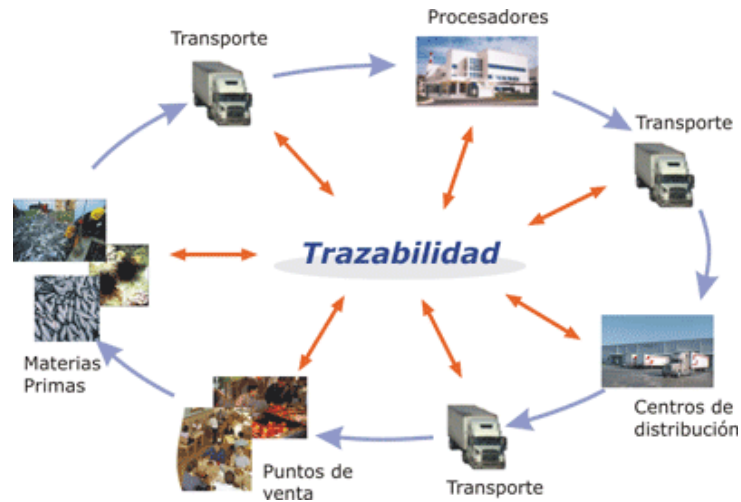 Procesadores
Transporte
Transporte
Trazabilidad
Materias
Primas
Centros de
distribución
Puntos de
venta
Transporte